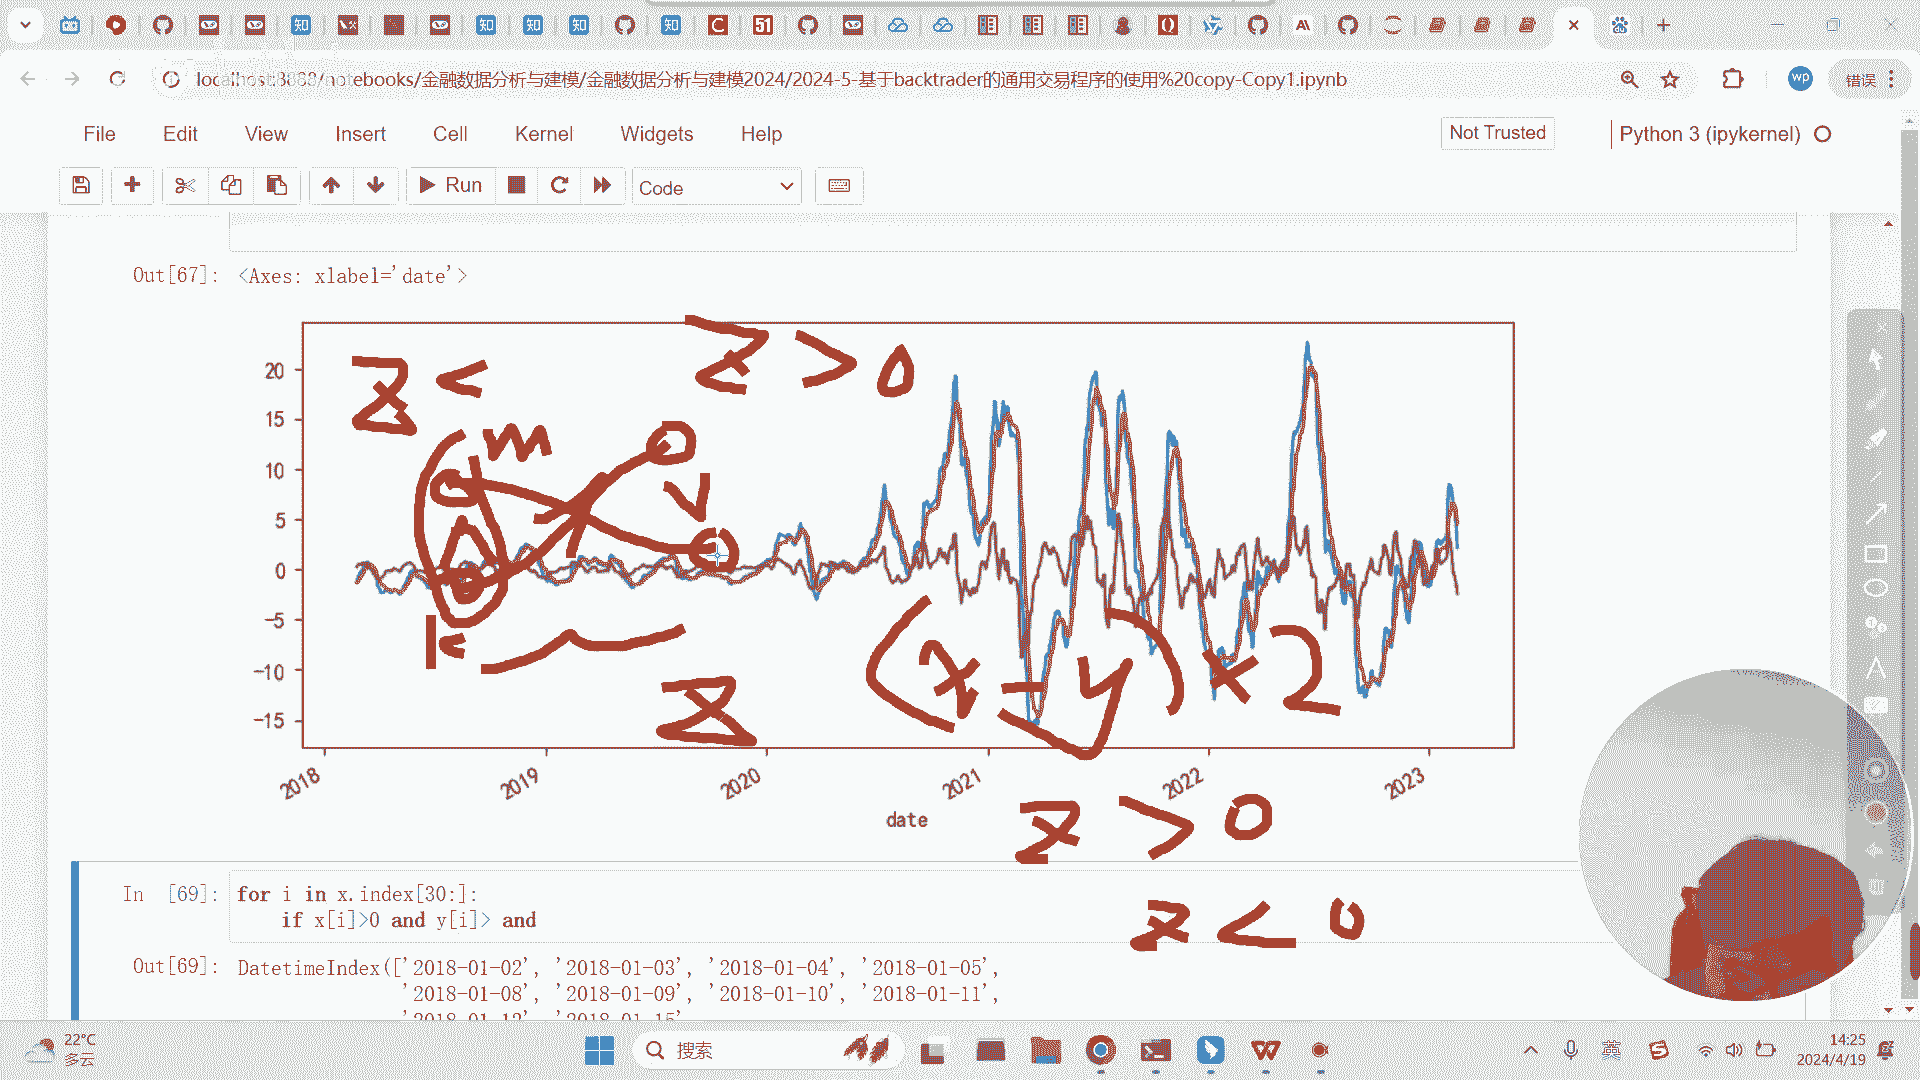 localhost:8888/notebooks/金融数据分析与建模/金融数据分析与建模2024/2024-5-基于backtrader的通用交易程序的使用%20copy-Copy1.ipynb
wp
错误
File Edit View Insert Cell Kernel Widgets Help
Not Trusted
Python 3 (ipykernel)
Run
Code
Out[67]: <Axes: xlabel='date'>
z <
z > 0
m
20
15
10
5
0
−5
−10
−15
k
z
(x-y) × 2
2018 2019 2020 2021 2022 2023
date
z > 0
z < 0
In [69]: for i in x.index[30:]:
if x[i]>0 and y[i]> and
Out[69]: DatetimeIndex(['2018-01-02', '2018-01-03', '2018-01-04', '2018-01-05',
'2018-01-08', '2018-01-09', '2018-01-10', '2018-01-11',
22°C
多云
搜索
英
14:25
2024/4/19